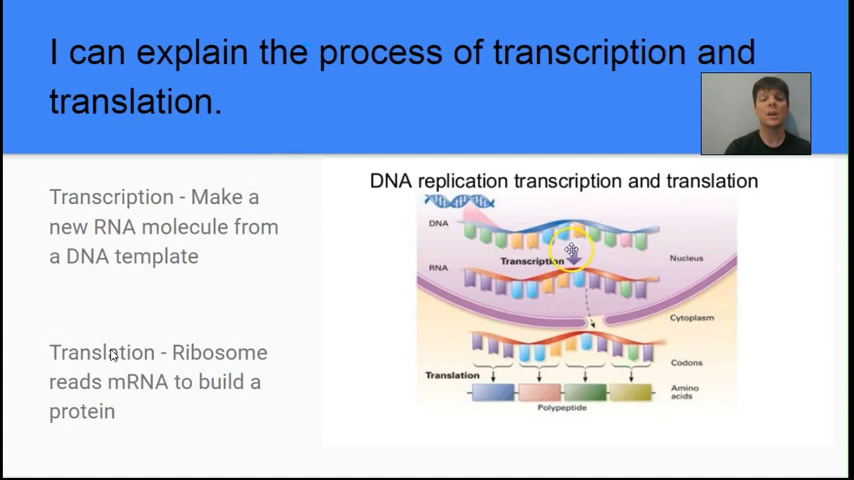 I can explain the process of transcription and
translation.
Transcription - Make a
new RNA molecule from
a DNA template
Translation - Ribosome
reads mRNA to build a
protein
DNA replication transcription and translation
DNA
Transcription
Nucleus
RNA
Cytoplasm
Codons
Translation
Amino
acids
Polypeptide